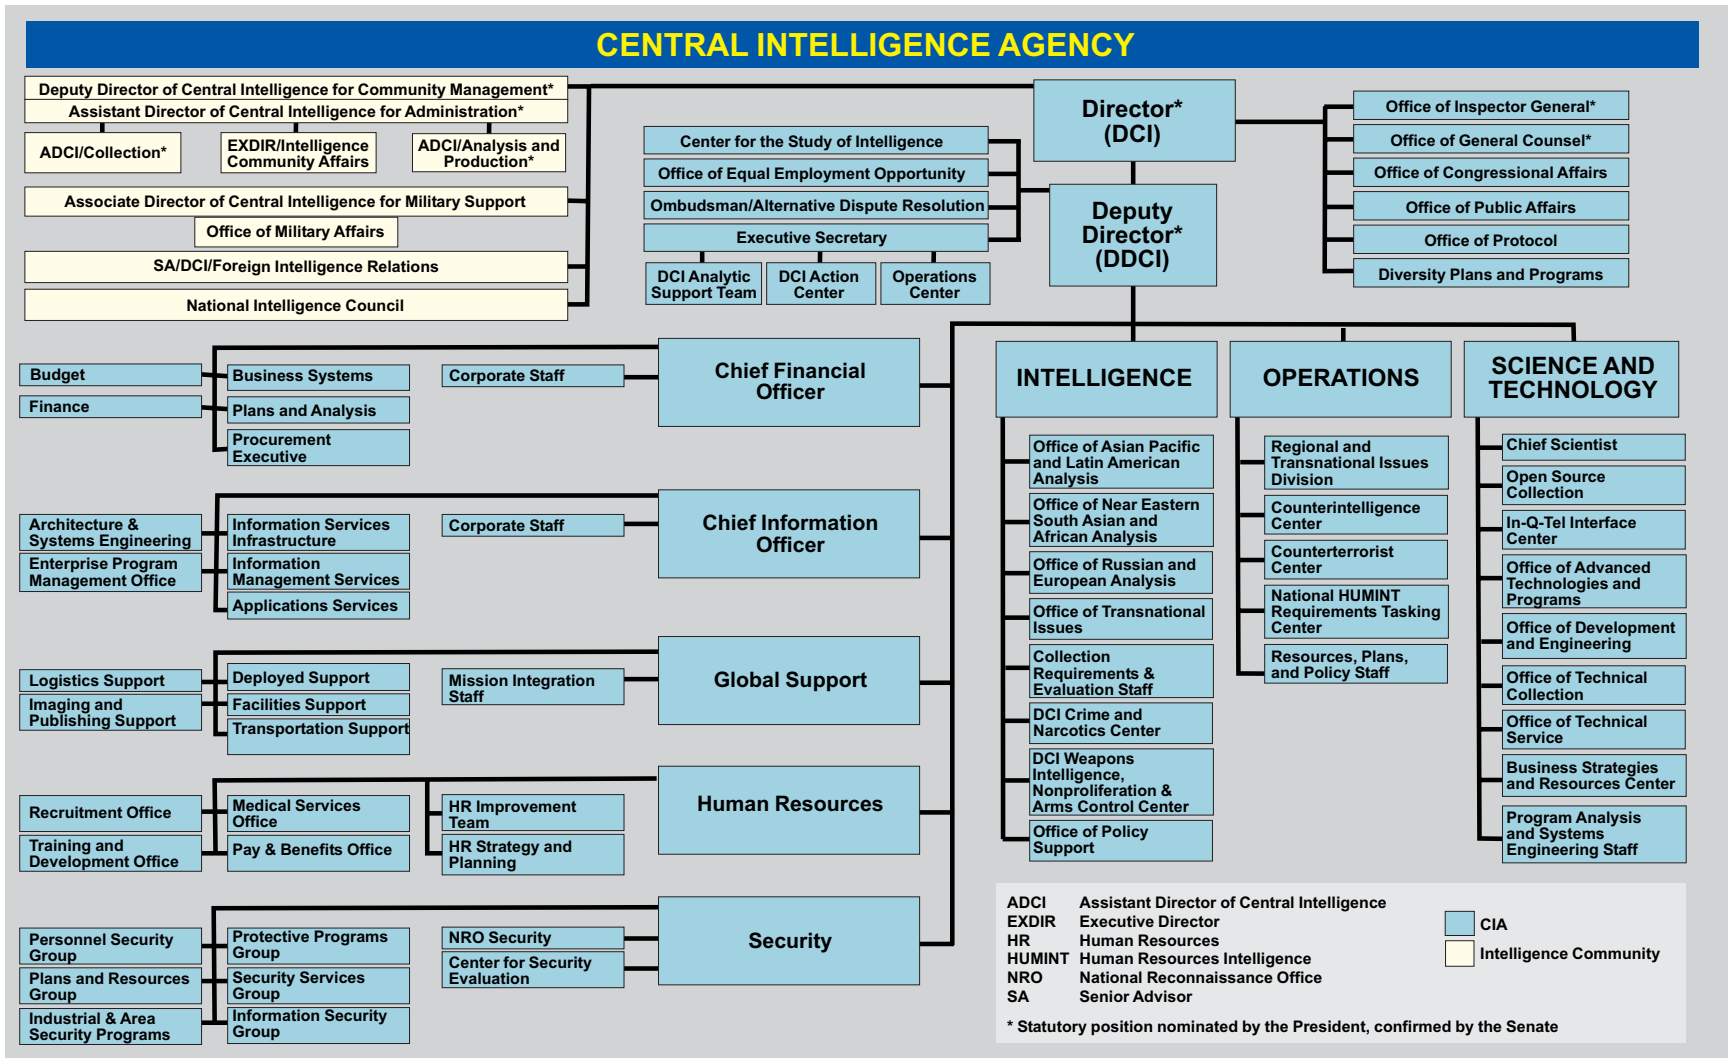 CENTRAL INTELLIGENCE AGENCY
Deputy Director of Central Intelligence for Community Management*
Assistant Director of Central Intelligence for Administration*
ADCI/Collection*
EXDIR/Intelligence
Community Affairs
ADCI/Analysis and
Production*
Associate Director of Central Intelligence for Military Support
Office of Military Affairs
SA/DCI/Foreign Intelligence Relations
National Intelligence Council
Center for the Study of Intelligence
Office of Equal Employment Opportunity
Ombudsman/Alternative Dispute Resolution
Executive Secretary
DCI Analytic
Support Team
DCI Action
Center
Operations
Center
Director*
(DCI)
Deputy
Director*
(DDCI)
Office of Inspector General*
Office of General Counsel*
Office of Congressional Affairs
Office of Public Affairs
Office of Protocol
Diversity Plans and Programs
Chief Financial
Officer
Budget
Finance
Business Systems
Plans and Analysis
Procurement
Executive
Corporate Staff
Chief Information
Officer
Architecture &
Systems Engineering
Enterprise Program
Management Office
Information Services
Infrastructure
Information
Management Services
Applications Services
Corporate Staff
Global Support
Logistics Support
Imaging and
Publishing Support
Deployed Support
Facilities Support
Transportation Support
Mission Integration
Staff
Human Resources
Recruitment Office
Training and
Development Office
Medical Services
Office
Pay & Benefits Office
HR Improvement
Team
HR Strategy and
Planning
Security
Personnel Security
Group
Plans and Resources
Group
Industrial & Area
Security Programs
Protective Programs
Group
Security Services
Group
Information Security
Group
NRO Security
Center for Security
Evaluation
INTELLIGENCE
Office of Asian Pacific
and Latin American
Analysis
Office of Near Eastern
South Asian and
African Analysis
Office of Russian and
European Analysis
Office of Transnational
Issues
Collection
Requirements &
Evaluation Staff
DCI Crime and
Narcotics Center
DCI Weapons
Intelligence,
Nonproliferation &
Arms Control Center
Office of Policy
Support
OPERATIONS
Regional and
Transnational Issues
Division
Counterintelligence
Center
Counterterrorist
Center
National HUMINT
Requirements Tasking
Center
Resources, Plans,
and Policy Staff
SCIENCE AND
TECHNOLOGY
Chief Scientist
Open Source
Collection
In-Q-Tel Interface
Center
Office of Advanced
Technologies and
Programs
Office of Development
and Engineering
Office of Technical
Collection
Office of Technical
Service
Business Strategies
and Resources Center
Program Analysis
and Systems
Engineering Staff
ADCI Assistant Director of Central Intelligence
EXDIR Executive Director
HR Human Resources
HUMINT Human Resources Intelligence
NRO National Reconnaissance Office
SA Senior Advisor
CIA
Intelligence Community
* Statutory position nominated by the President, confirmed by the Senate